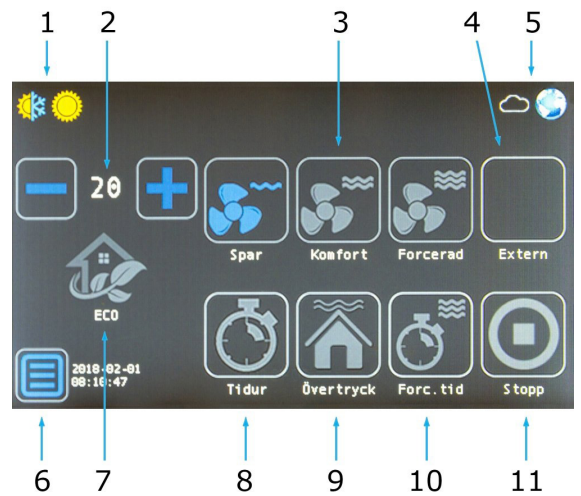 1 2 3 4 5
20
Spar Komfort Forcerad Extern
ECO
2018-02-01
08:10:47
Tidur Övertryck Forc.tid Stopp
6 7 8 9 10 11